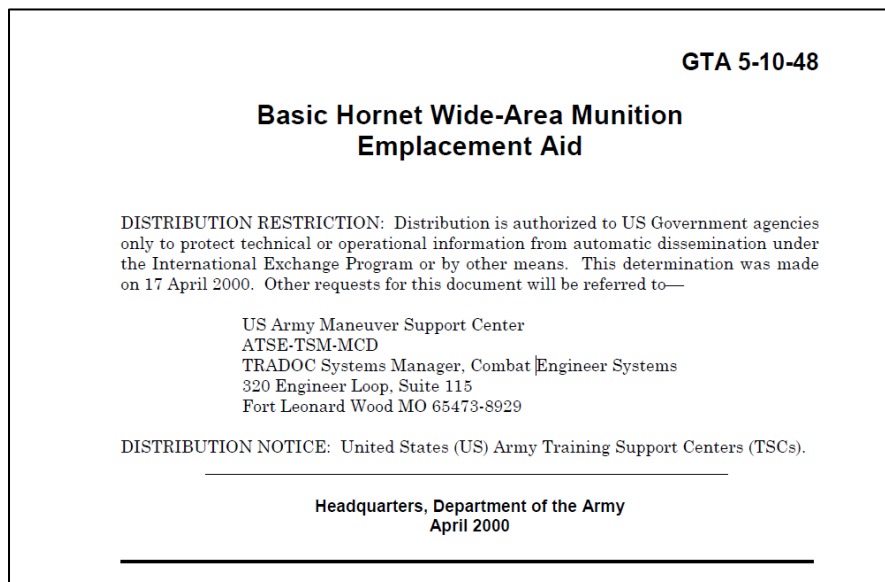 GTA 5-10-48
Basic Hornet Wide-Area Munition
Emplacement Aid
DISTRIBUTION RESTRICTION: Distribution is authorized to US Government agencies
only to protect technical or operational information from automatic dissemination under
the International Exchange Program or by other means. This determination was made
on 17 April 2000. Other requests for this document will be referred to—
US Army Maneuver Support Center
ATSE-TSM-MCD
TRADOC Systems Manager, Combat Engineer Systems
320 Engineer Loop, Suite 115
Fort Leonard Wood MO 65473-8929
DISTRIBUTION NOTICE: United States (US) Army Training Support Centers (TSCs).
Headquarters, Department of the Army
April 2000